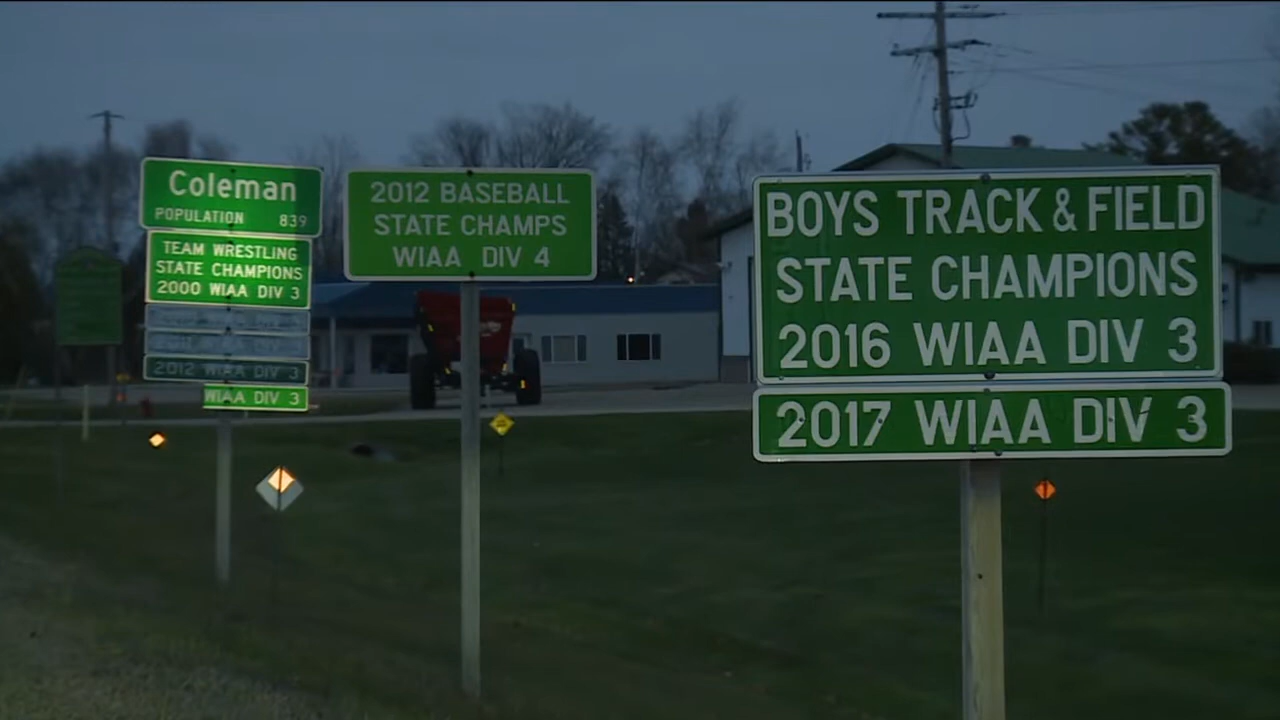 Coleman
POPULATION 839
TEAM WRESTLING
STATE CHAMPIONS
2000 WIAA DIV 3
2012 WIAA DIV 3
WIAA DIV 3
2012 BASEBALL
STATE CHAMPS
WIAA DIV 4
BOYS TRACK & FIELD
STATE CHAMPIONS
2016 WIAA DIV 3
2017 WIAA DIV 3